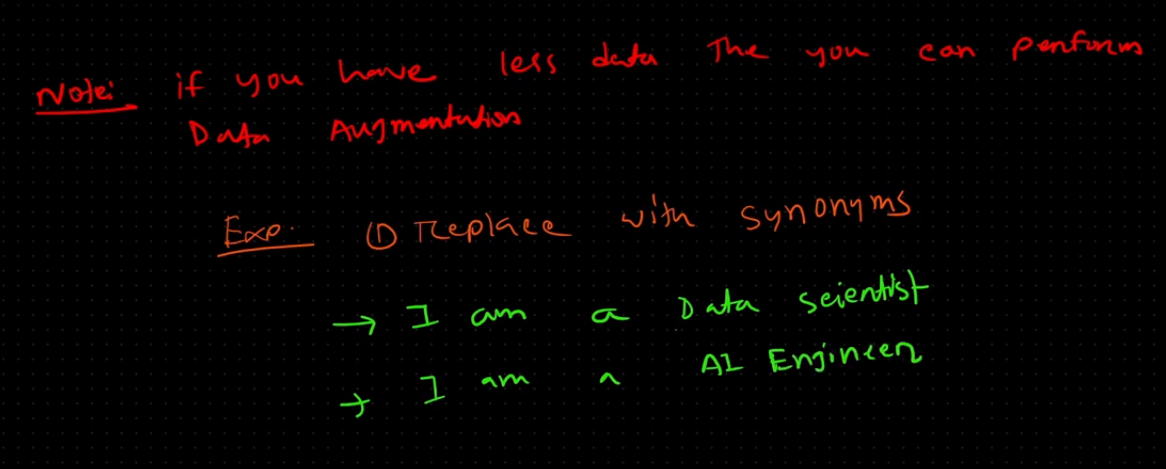 Note: if you have less data The you can perform
Data Augmentation
Exp. ① Replace with synonyms
→ I am a Data scientist
→ I am a AI Engineer